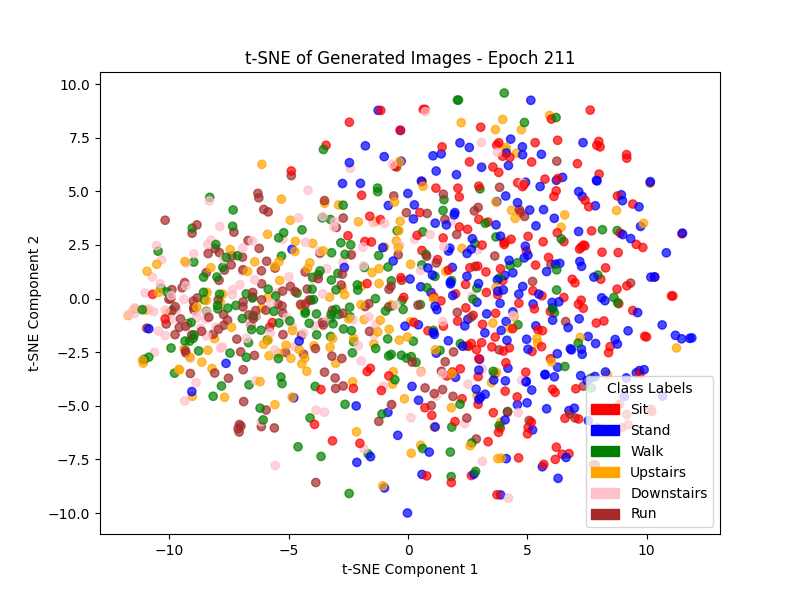 t-SNE of Generated Images - Epoch 211
10.0
7.5
5.0
2.5
0.0
−2.5
−5.0
−7.5
−10.0
t-SNE Component 2
Class Labels
Sit
Stand
Walk
Upstairs
Downstairs
Run
−10
−5
0
5
10
t-SNE Component 1